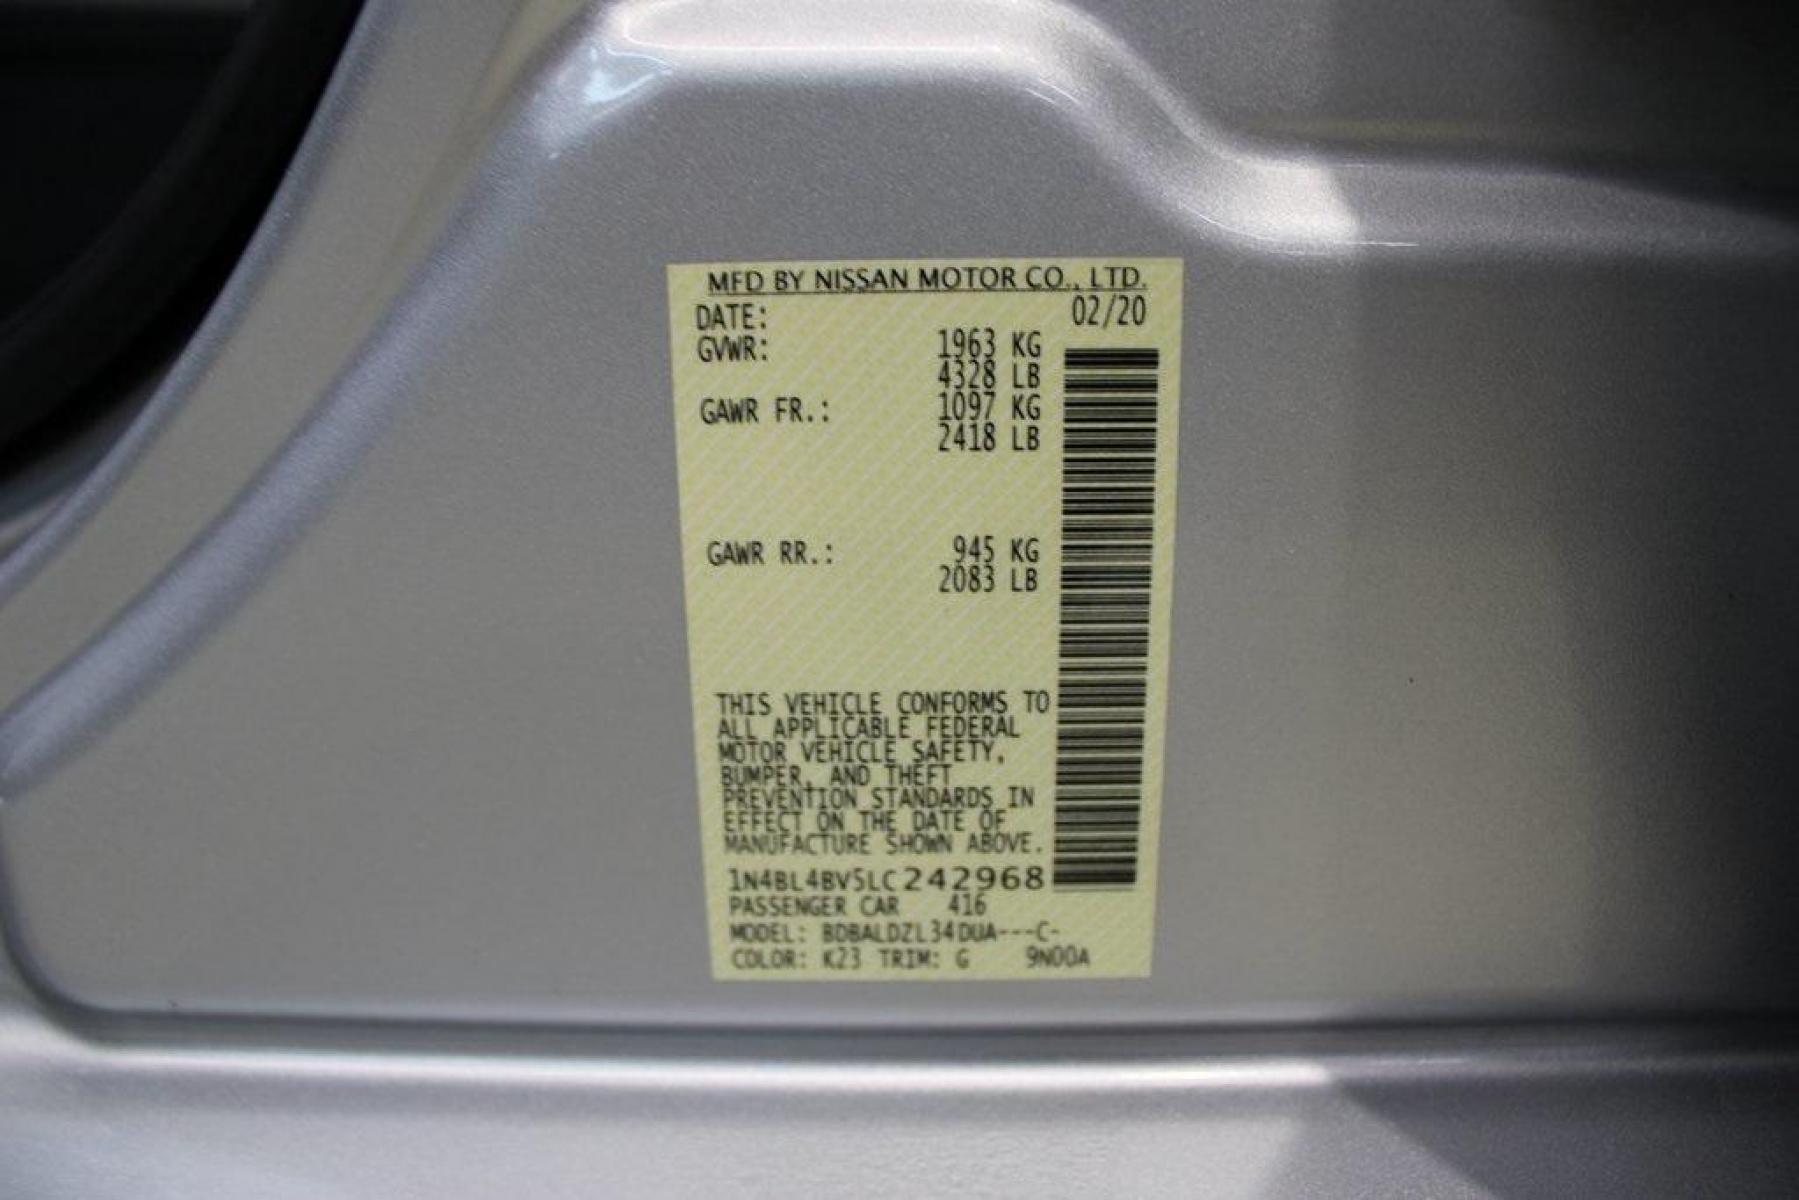 MFD BY NISSAN MOTOR CO., LTD.
DATE: 02/20
GVWR: 1963 KG
4328 LB
GAWR FR.: 1097 KG
2418 LB
GAWR RR.: 945 KG
2083 LB
THIS VEHICLE CONFORMS TO
ALL APPLICABLE FEDERAL
MOTOR VEHICLE SAFETY,
BUMPER, AND THEFT
PREVENTION STANDARDS IN
EFFECT ON THE DATE OF
MANUFACTURE SHOWN ABOVE.
1N4BL4BV5LC242968
PASSENGER CAR 416
MODEL: BDBALDZL34DUA---C-
COLOR: K23 TRIM: G 9N00A